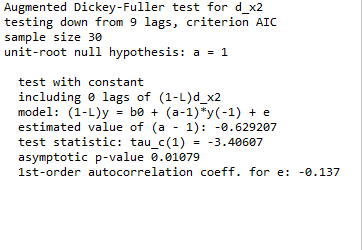 Augmented Dickey-Fuller test for d_x2
testing down from 9 lags, criterion AIC
sample size 30
unit-root null hypothesis: a = 1
test with constant
including 0 lags of (1-L)d_x2
model: (1-L)y = b0 + (a-1)*y(-1) + e
estimated value of (a - 1): -0.629207
test statistic: tau_c(1) = -3.40607
asymptotic p-value 0.01079
1st-order autocorrelation coeff. for e: -0.137